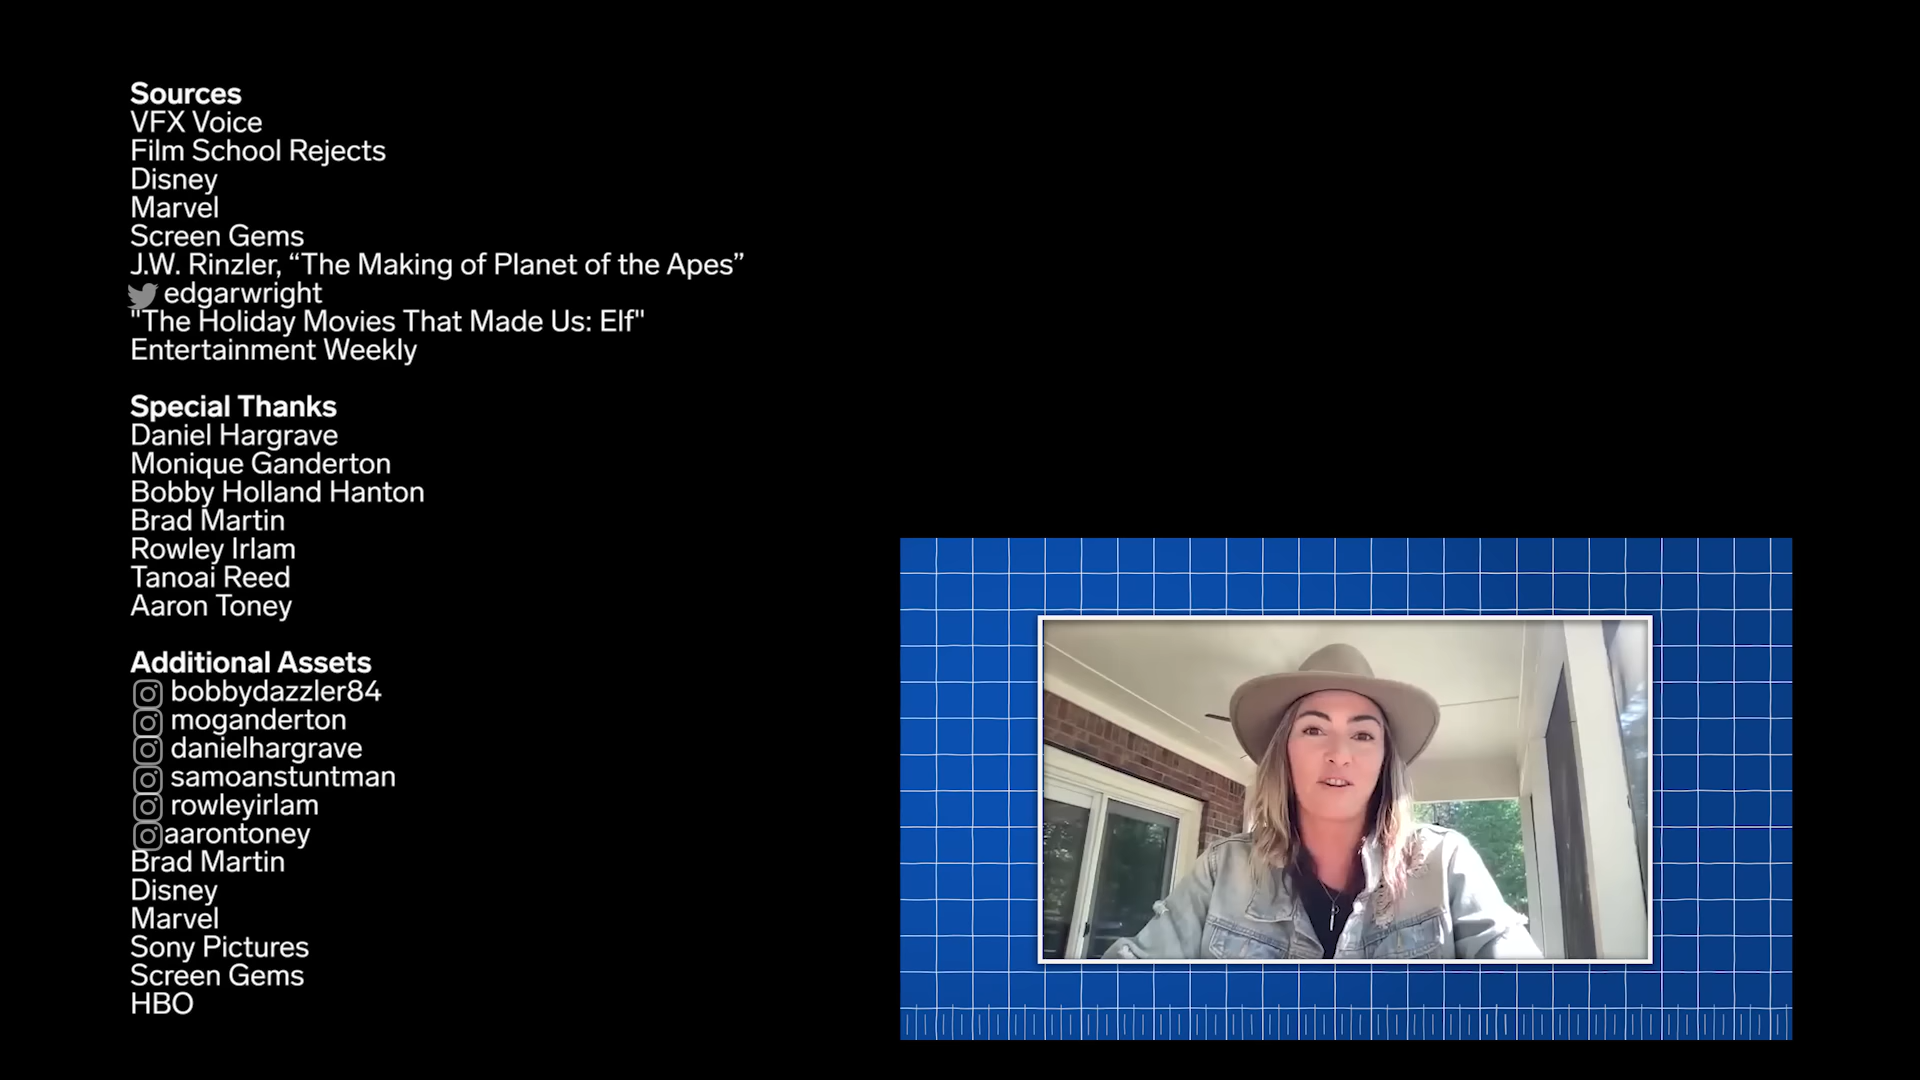 Sources
VFX Voice
Film School Rejects
Disney
Marvel
Screen Gems
J.W. Rinzler, “The Making of Planet of the Apes”
edgarwright
"The Holiday Movies That Made Us: Elf"
Entertainment Weekly
Special Thanks
Daniel Hargrave
Monique Ganderton
Bobby Holland Hanton
Brad Martin
Rowley Irlam
Tanoai Reed
Aaron Toney
Additional Assets
bobbydazzler84
moganderton
danielhargrave
samoanstuntman
rowleyirlam
aarontoney
Brad Martin
Disney
Marvel
Sony Pictures
Screen Gems
HBO